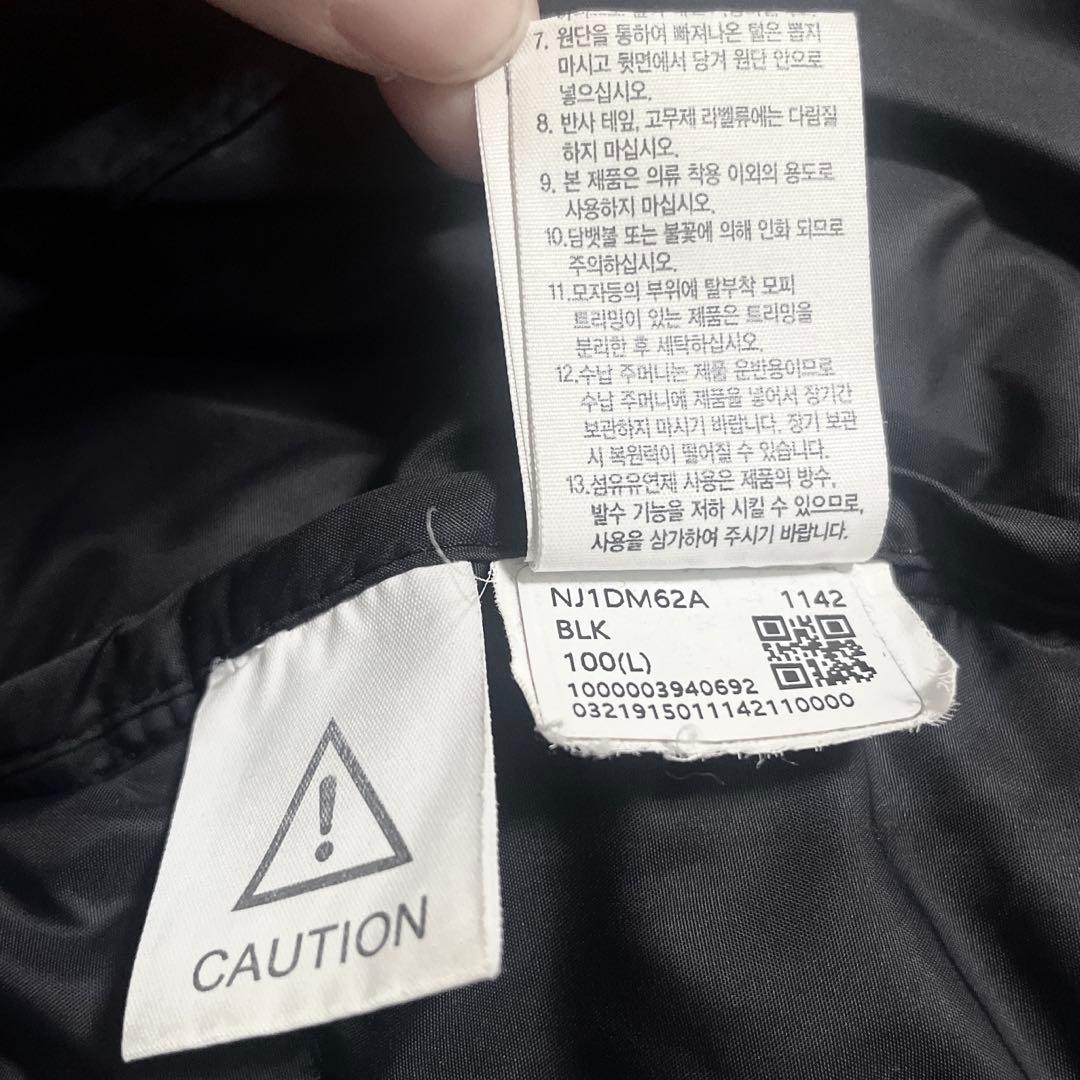 7. 원단을 통하여 빠져나온 털은 뽑지
마시고 뒷면에서 당겨 원단 안으로
넣으십시오.
8. 반사 테잎, 고무제 라벨류에는 다림질
하지 마십시오.
9. 본 제품은 의류 착용 이외의 용도로
사용하지 마십시오.
10.담뱃불 또는 불꽃에 의해 인화 되므로
주의하십시오.
11.모자등의 부위에 탈부착 모피
트리밍이 있는 제품은 트리밍을
분리한 후 세탁하십시오.
12.수납 주머니는 제품 운반용이므로
수납 주머니에 제품을 넣어서 장기간
보관하지 마시기 바랍니다. 장기 보관
시 복원력이 떨어질 수 있습니다.
13.섬유유연제 사용은 제품의 방수,
발수 기능을 저하 시킬 수 있으므로,
사용을 삼가하여 주시기 바랍니다.
NJ1DM62A 1142
BLK
100(L)
1000003940692
0321915011142110000
CAUTION